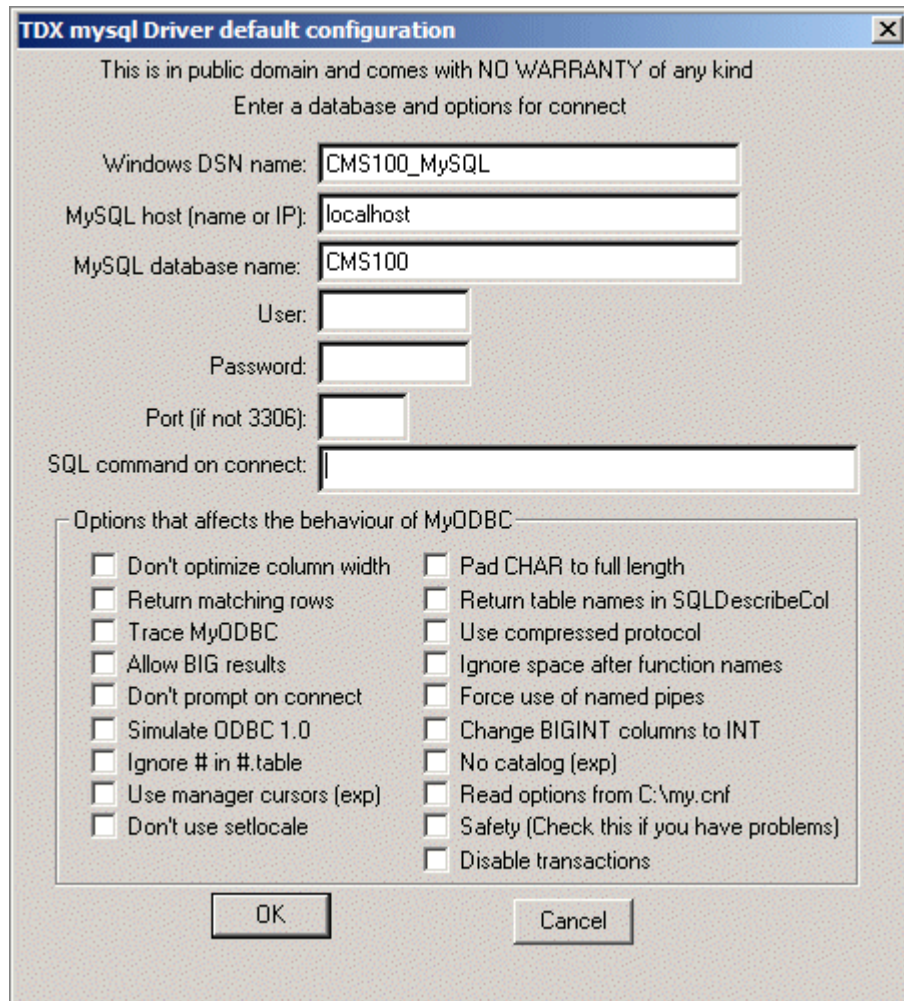 TDX mysql Driver default configuration
This is in public domain and comes with NO WARRANTY of any kind
Enter a database and options for connect
Windows DSN name: CMS100_MySQL
MySQL host (name or IP): localhost
MySQL database name: CMS100
User:
Password:
Port (if not 3306):
SQL command on connect:
Options that affects the behaviour of MyODBC
Don't optimize column width
Return matching rows
Trace MyODBC
Allow BIG results
Don't prompt on connect
Simulate ODBC 1.0
Ignore # in #.table
Use manager cursors (exp)
Don't use setlocale
Pad CHAR to full length
Return table names in SQLDescribeCol
Use compressed protocol
Ignore space after function names
Force use of named pipes
Change BIGINT columns to INT
No catalog (exp)
Read options from C:\my.cnf
Safety (Check this if you have problems)
Disable transactions
OK
Cancel